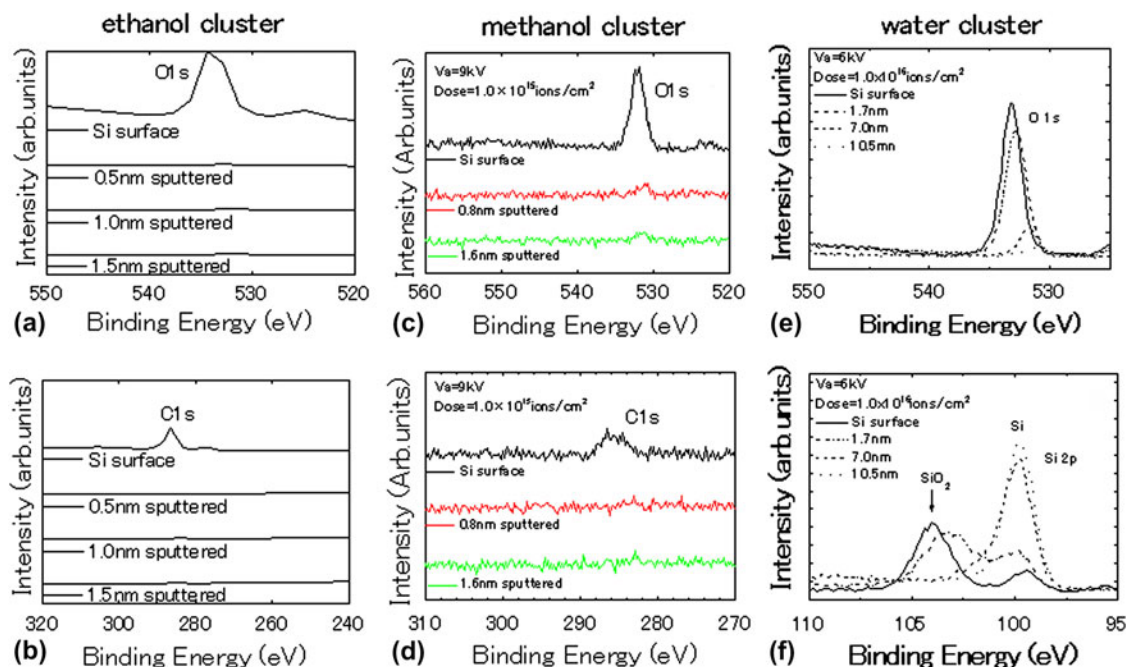 ethanol cluster
methanol cluster
water cluster
Intensity (arb.units)
O1s
Si surface
0.5nm sputtered
1.0nm sputtered
1.5nm sputtered
550 540 530 520
(a)
Binding Energy (eV)
Intensity (Arb.units)
Va=9kV
Dose=1.0×10¹⁵ions/cm²
O1s
Si surface
0.8nm sputtered
1.6nm sputtered
560 550 540 530 520
(c)
Binding Energy (eV)
Intensity (arb.units)
Va=6kV
Dose=1.0x10¹⁶ions/cm²
Si surface
1.7nm
7.0nm
10.5mn
O 1s
550 540 530
(e)
Binding Energy (eV)
Intensity (arb.units)
C1s
Si surface
0.5nm sputtered
1.0nm sputtered
1.5nm sputtered
320 300 280 260 240
(b)
Binding Energy (eV)
Intensity (Arb.units)
Va=9kV
Dose=1.0×10¹⁵ions/cm²
C1s
Si surface
0.8nm sputtered
1.6nm sputtered
310 300 290 280 270
(d)
Binding Energy (eV)
Intensity (arb.units)
Va=6kV
Dose=1.0x10¹⁶ions/cm²
Si surface
1.7nm
7.0nm
10.5nm
SiO₂
Si
Si 2p
110 105 100 95
(f)
Binding Energy (eV)